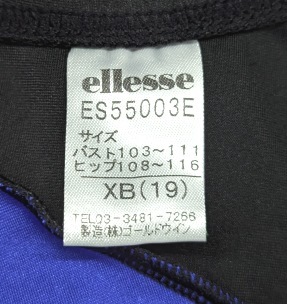 ellesse
ES55003E
サイズ
バスト103～111
ヒップ108～116
XB(19)
TEL03-3481-7266
製造(株)ゴールドウイン